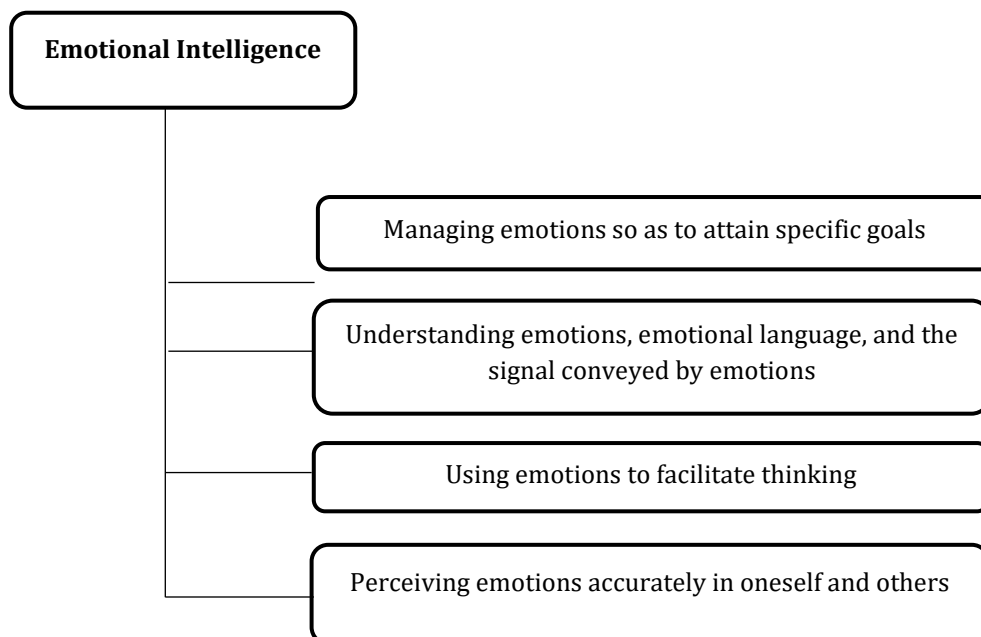 Emotional Intelligence
Managing emotions so as to attain specific goals
Understanding emotions, emotional language, and the
signal conveyed by emotions
Using emotions to facilitate thinking
Perceiving emotions accurately in oneself and others